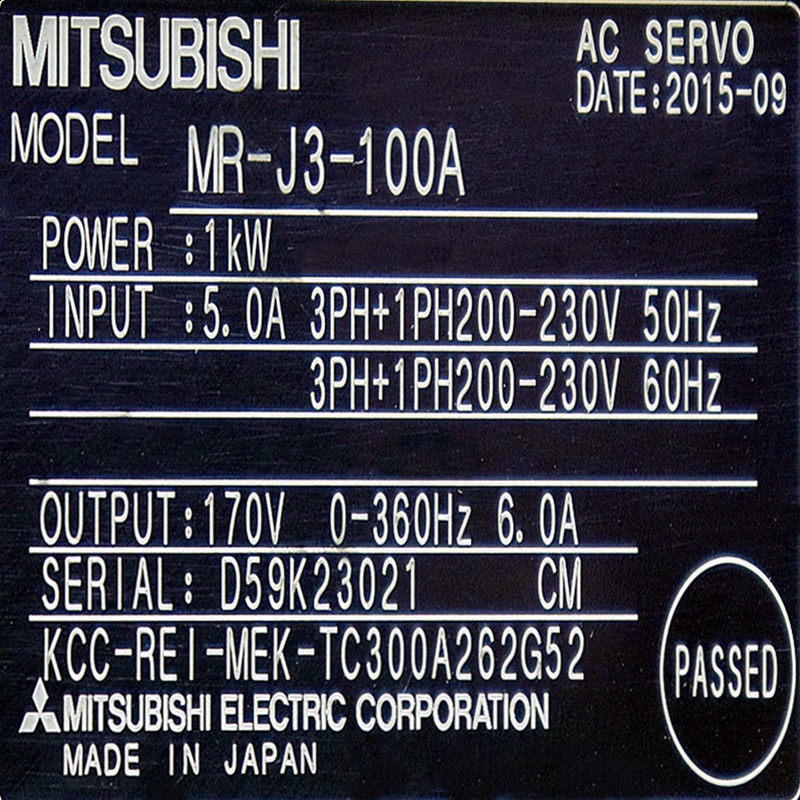 MITSUBISHI
AC SERVO
DATE:2015-09
MODEL MR-J3-100A
POWER :1kW
INPUT :5.0A 3PH+1PH200-230V 50Hz
3PH+1PH200-230V 60Hz
OUTPUT:170V 0-360Hz 6.0A
SERIAL: D59K23021 CM
KCC-REI-MEK-TC300A262G52
PASSED
MITSUBISHI ELECTRIC CORPORATION
MADE IN JAPAN